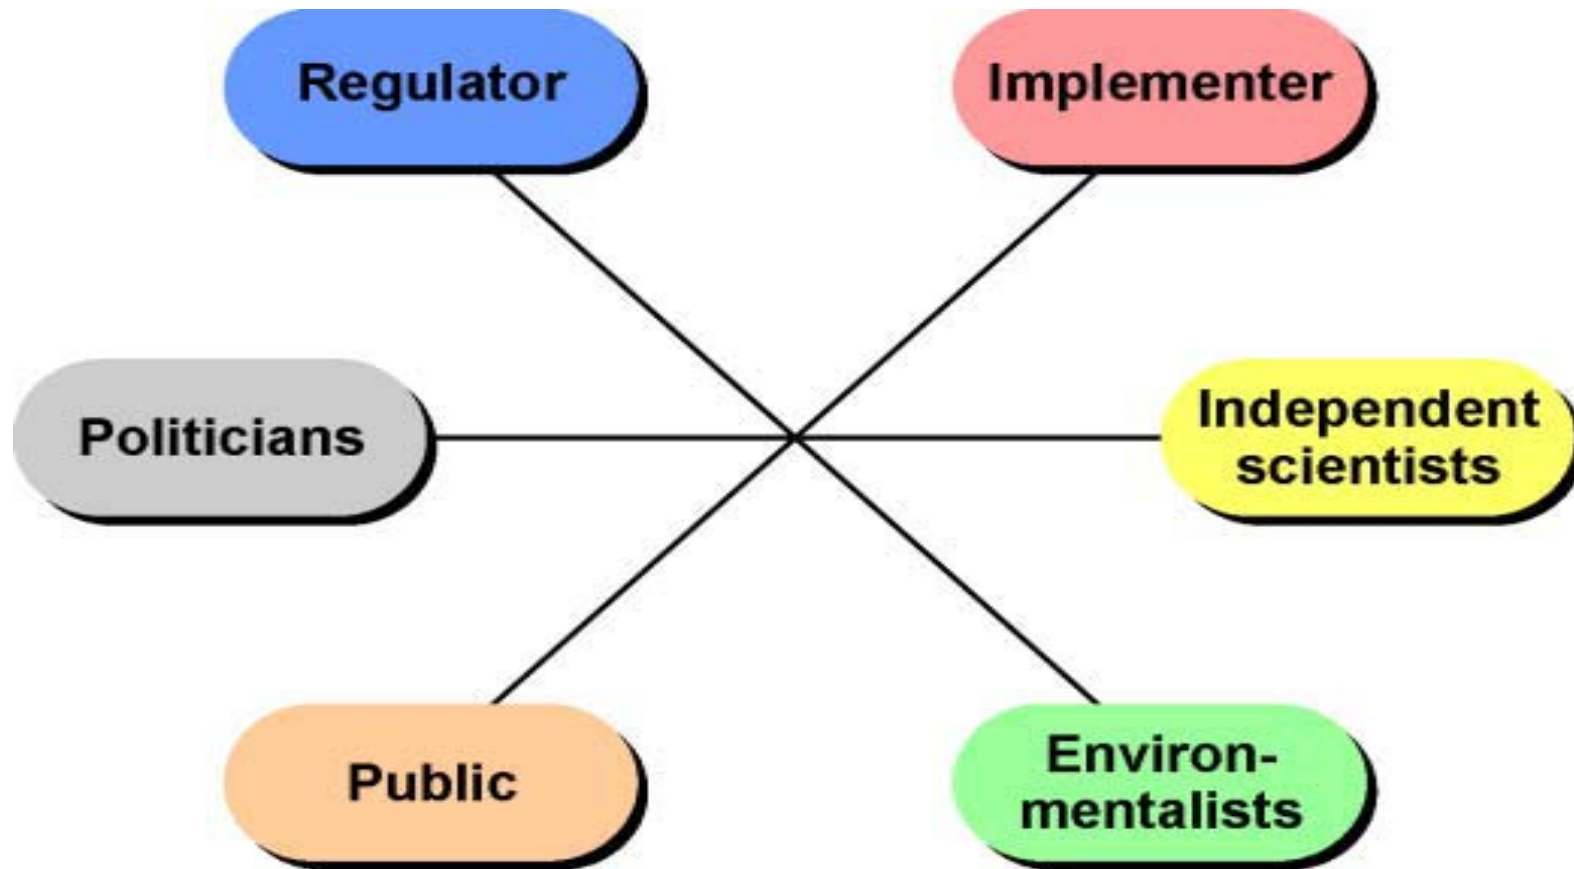 Regulator
Implementer
Politicians
Independent
scientists
Public
Environ-
mentalists